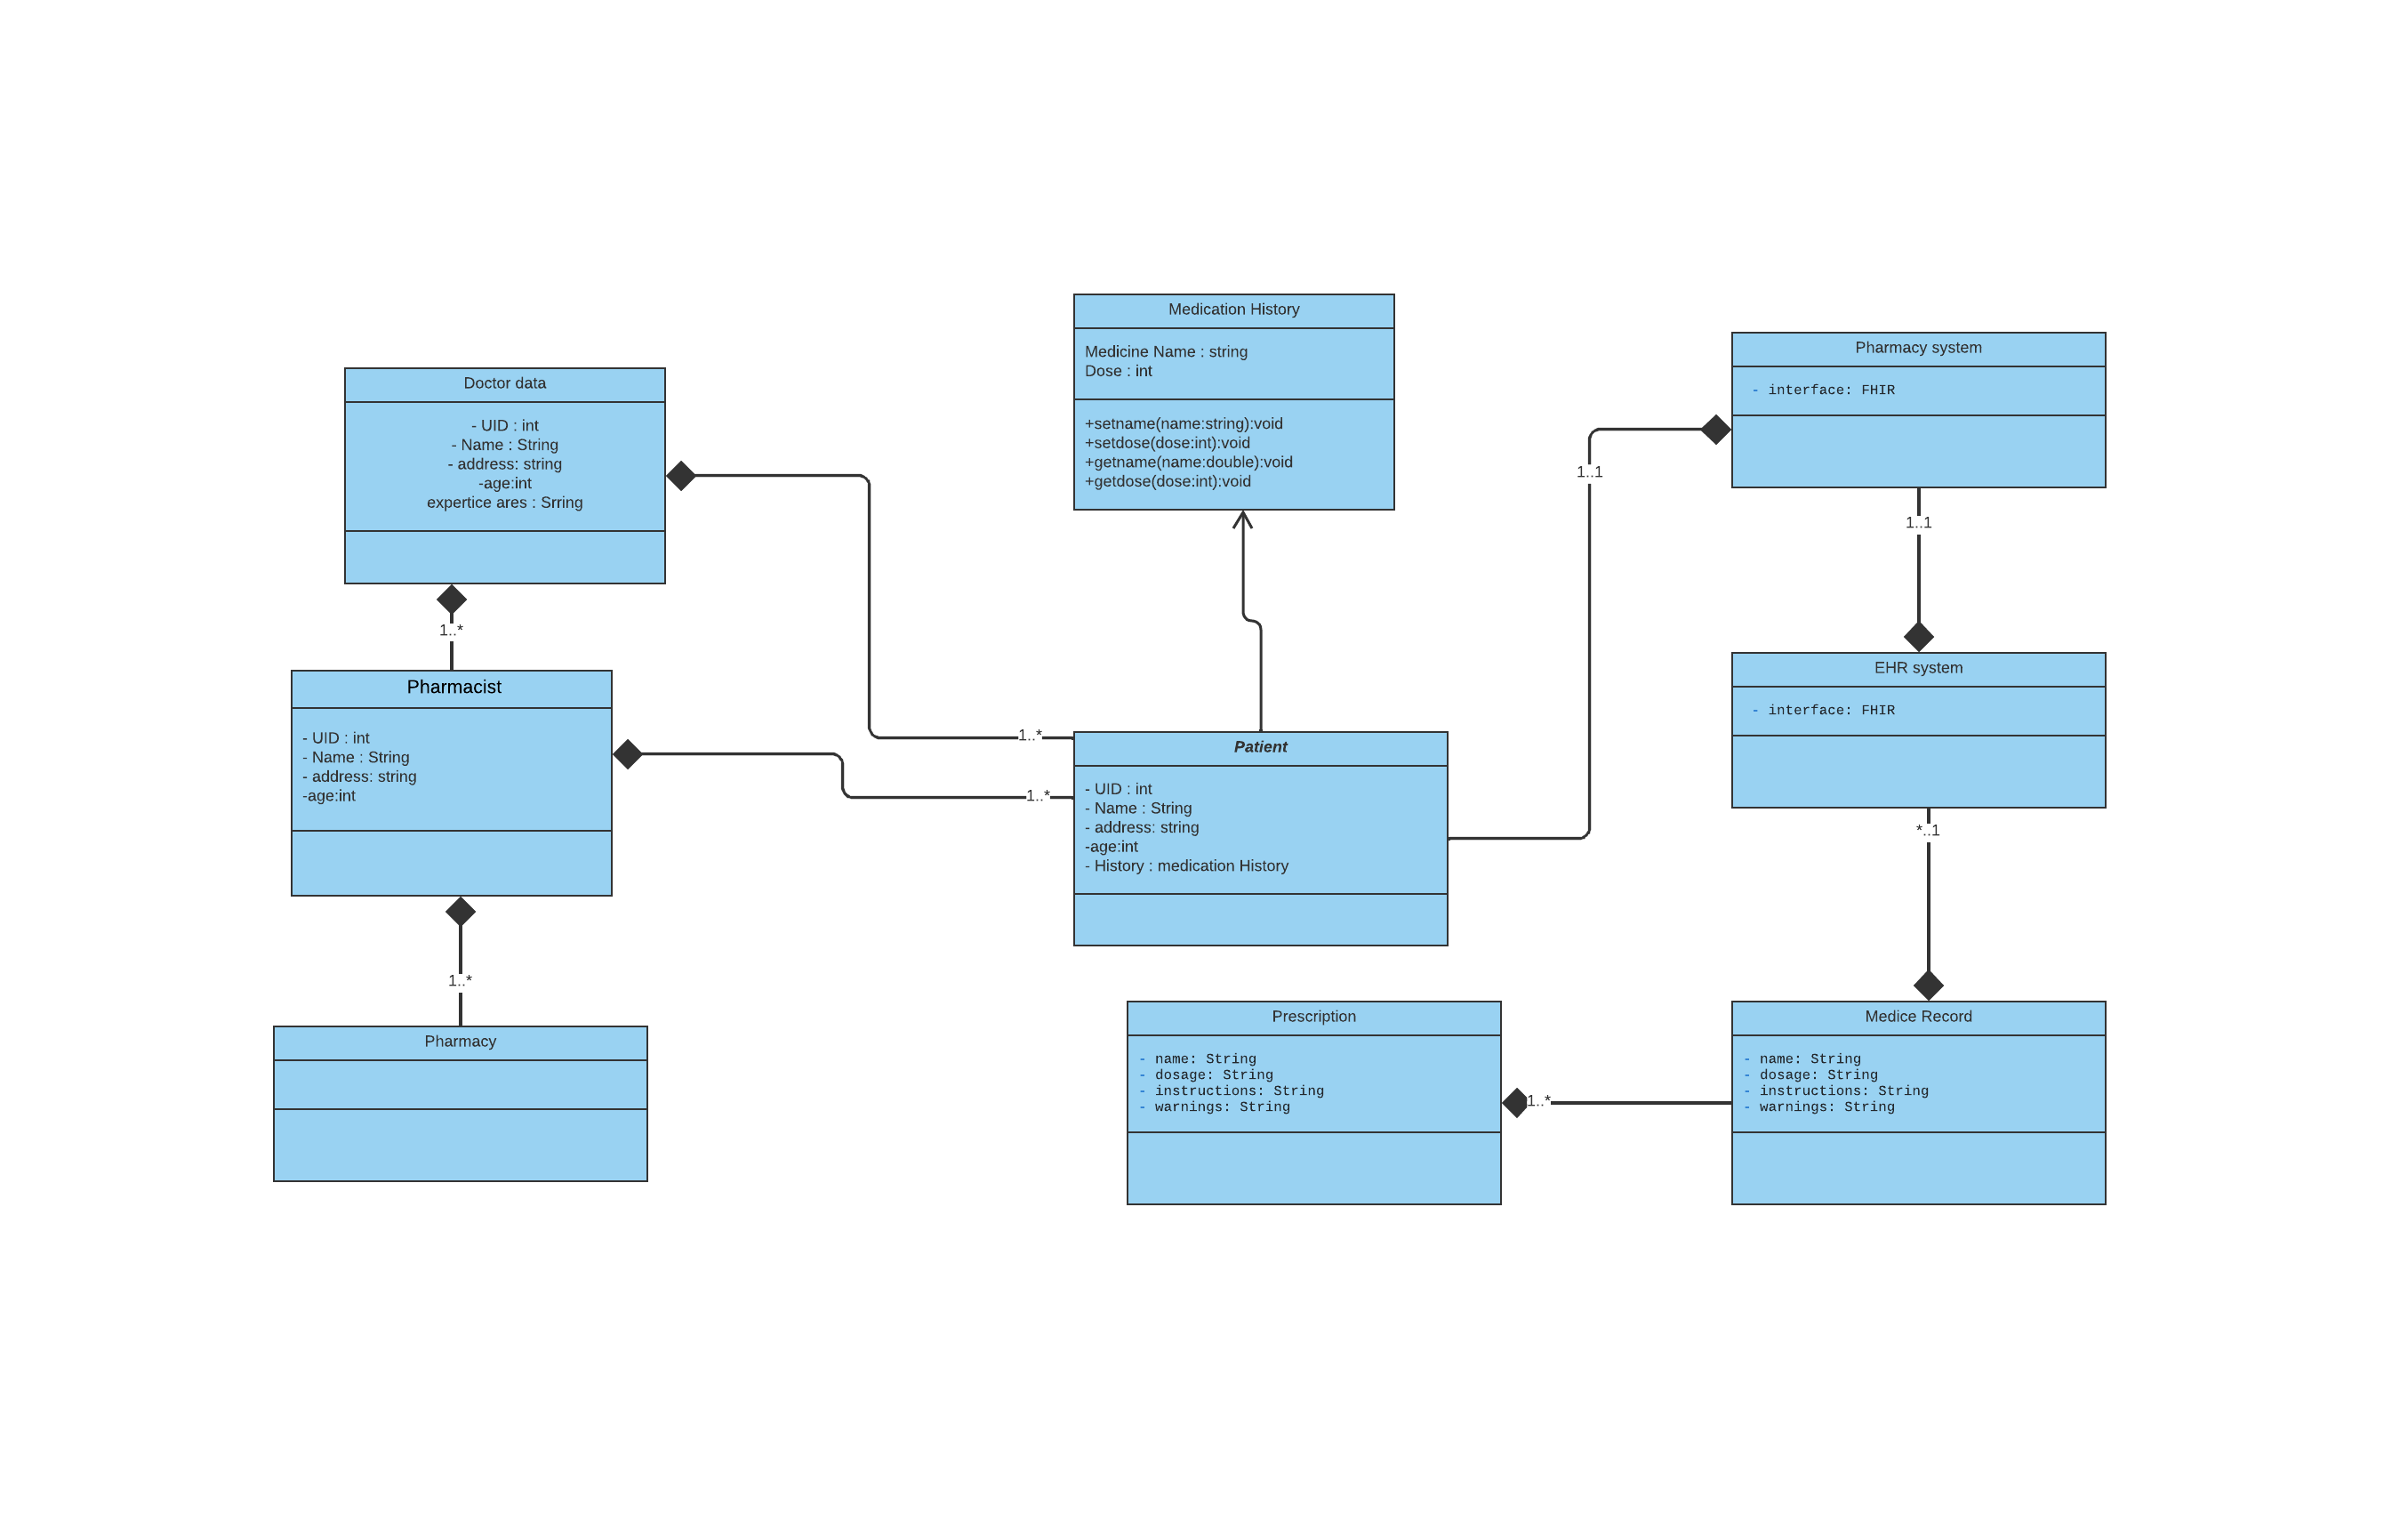 Medication History
Medicine Name : string
Dose : int
+setname(name:string):void
+setdose(dose:int):void
+getname(name:double):void
+getdose(dose:int):void
Pharmacy system
- interface: FHIR
Doctor data
- UID : int
- Name : String
- address: string
-age:int
expertice ares : Srring
1..1
1..1
1..*
EHR system
- interface: FHIR
Pharmacist
- UID : int
- Name : String
- address: string
-age:int
1..*
1..*
Patient
- UID : int
- Name : String
- address: string
-age:int
- History : medication History
*..1
1..*
Pharmacy
Prescription
- name: String
- dosage: String
- instructions: String
- warnings: String
1..*
Medice Record
- name: String
- dosage: String
- instructions: String
- warnings: String